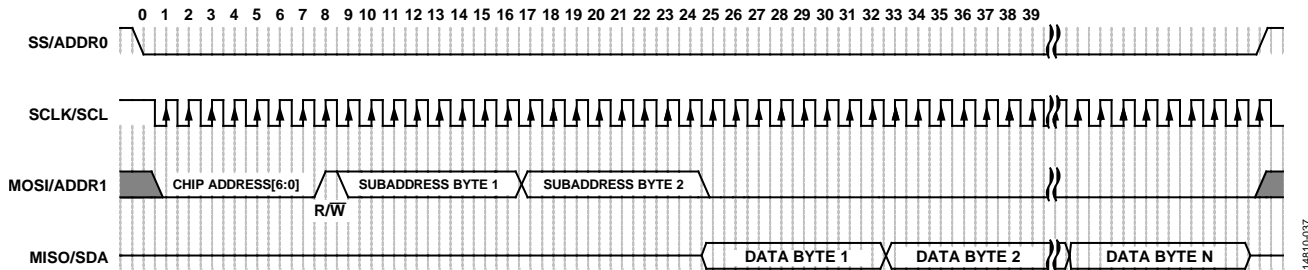 0 1 2 3 4 5 6 7 8 9 10 11 12 13 14 15 16 17 18 19 20 21 22 23 24 25 26 27 28 29 30 31 32 33 34 35 36 37 38 39
SS/ADDR0
SCLK/SCL
MOSI/ADDR1 CHIP ADDRESS[6:0] SUBADDRESS BYTE 1 SUBADDRESS BYTE 2
R/W̅
MISO/SDA DATA BYTE 1 DATA BYTE 2 DATA BYTE N
14810-037